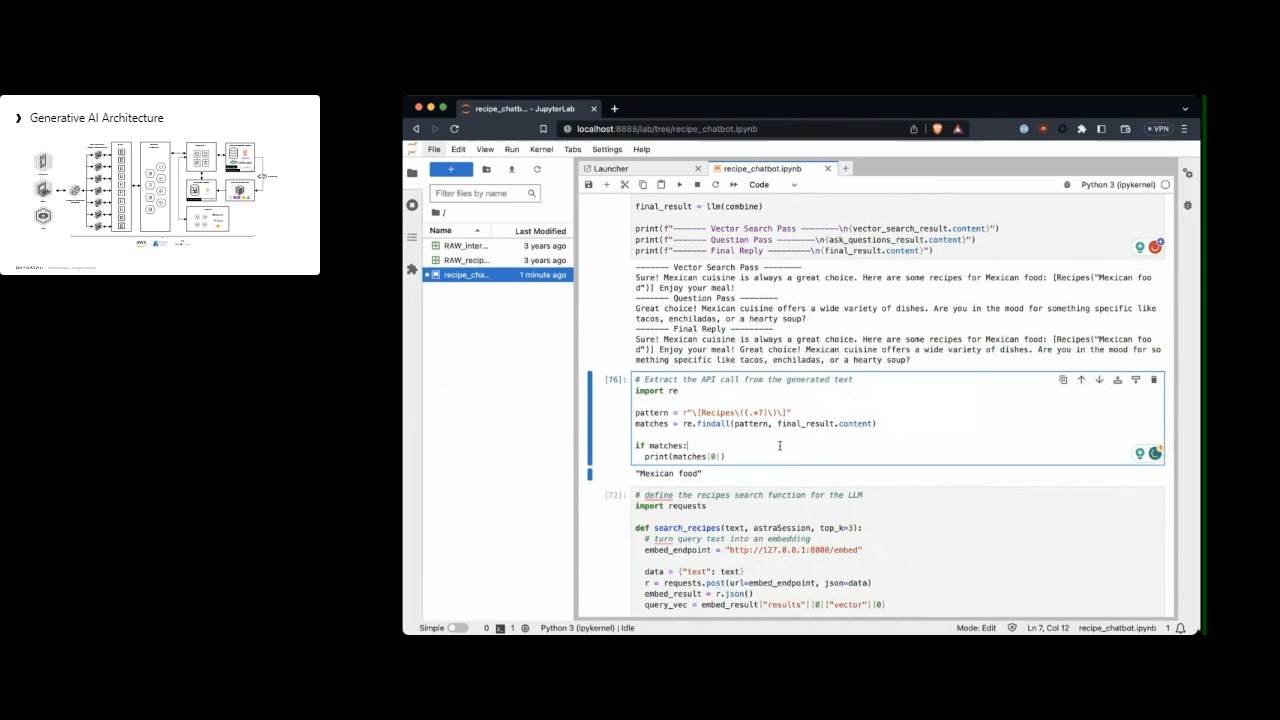 ❯ Generative AI Architecture
aws
recipe_chatb... - JupyterLab
localhost:8888/lab/tree/recipe_chatbot.ipynb
VPN
File Edit View Run Kernel Tabs Settings Help
Filter files by name
/
Name Last Modified
RAW_inter... 3 years ago
RAW_recip... 3 years ago
recipe_cha... 1 minute ago
Launcher
recipe_chatbot.ipynb
Code
Python 3 (ipykernel)
final_result = llm(combine)
print(f"------- Vector Search Pass --------\n{vector_search_result.content}")
print(f"------- Question Pass --------\n{ask_questions_result.content}")
print(f"------- Final Reply ---------\n{final_result.content}")
------- Vector Search Pass --------
Sure! Mexican cuisine is always a great choice. Here are some recipes for Mexican food: [Recipes("Mexican foo
d")] Enjoy your meal!
------- Question Pass --------
Great choice! Mexican cuisine offers a wide variety of dishes. Are you in the mood for something specific like
tacos, enchiladas, or a hearty soup?
------- Final Reply ---------
Sure! Mexican cuisine is always a great choice. Here are some recipes for Mexican food: [Recipes("Mexican foo
d")] Enjoy your meal! Great choice! Mexican cuisine offers a wide variety of dishes. Are you in the mood for so
mething specific like tacos, enchiladas, or a hearty soup?
[76]:
# Extract the API call from the generated text
import re
pattern = r"\[Recipes\((.*?)\)\]"
matches = re.findall(pattern, final_result.content)
if matches:
print(matches[0])
"Mexican food"
[72]:
# define the recipes search function for the LLM
import requests
def search_recipes(text, astraSession, top_k=3):
# turn query text into an embedding
embed_endpoint = "http://127.0.0.1:8000/embed"
data = {"text": text}
r = requests.post(url=embed_endpoint, json=data)
embed_result = r.json()
query_vec = embed_result["results"][0]["vector"][0]
Simple 0 1 Python 3 (ipykernel) | Idle Mode: Edit Ln 7, Col 12 recipe_chatbot.ipynb 1